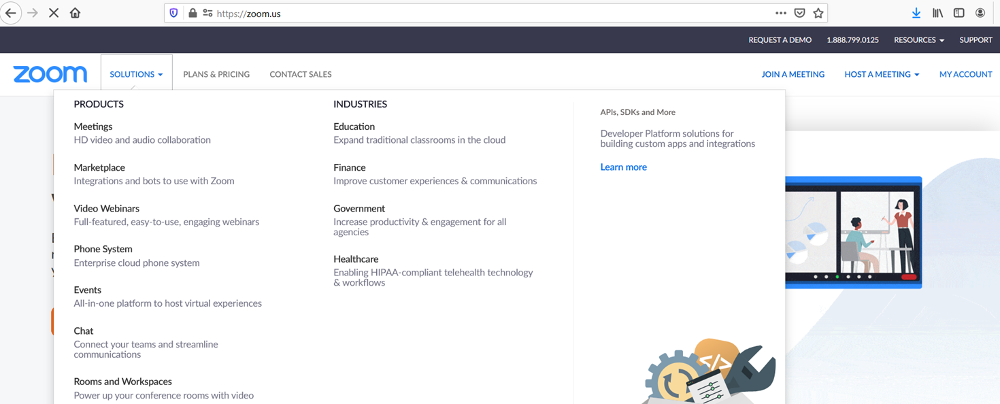 https://zoom.us
REQUEST A DEMO 1.888.799.0125 RESOURCES SUPPORT
zoom SOLUTIONS PLANS & PRICING CONTACT SALES JOIN A MEETING HOST A MEETING MY ACCOUNT
PRODUCTS
Meetings
HD video and audio collaboration
Marketplace
Integrations and bots to use with Zoom
Video Webinars
Full-featured, easy-to-use, engaging webinars
Phone System
Enterprise cloud phone system
Events
All-in-one platform to host virtual experiences
Chat
Connect your teams and streamline
communications
Rooms and Workspaces
Power up your conference rooms with video
INDUSTRIES
Education
Expand traditional classrooms in the cloud
Finance
Improve customer experiences & communications
Government
Increase productivity & engagement for all
agencies
Healthcare
Enabling HIPAA-compliant telehealth technology
& workflows
APIs, SDKs and More
Developer Platform solutions for
building custom apps and integrations
Learn more
</>